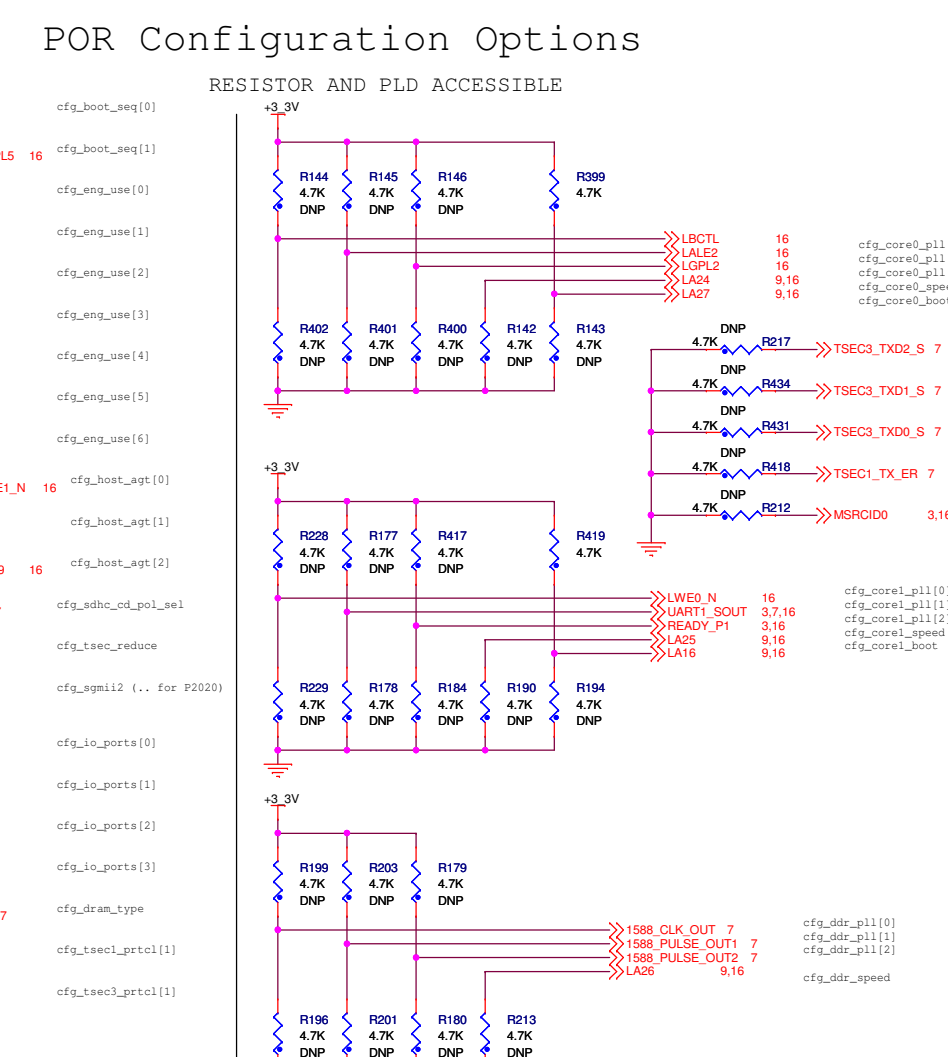 POR Configuration Options
RESISTOR AND PLD ACCESSIBLE
cfg_boot_seq[0]
cfg_boot_seq[1]
L5 16
cfg_eng_use[0]
cfg_eng_use[1]
cfg_eng_use[2]
cfg_eng_use[3]
cfg_eng_use[4]
cfg_eng_use[5]
cfg_eng_use[6]
E1_N 16
cfg_host_agt[0]
cfg_host_agt[1]
9 16
cfg_host_agt[2]
cfg_sdhc_cd_pol_sel
cfg_tsec_reduce
cfg_sgmii2 (.. for P2020)
cfg_io_ports[0]
cfg_io_ports[1]
cfg_io_ports[2]
cfg_io_ports[3]
cfg_dram_type
7
cfg_tsec1_prtcl[1]
cfg_tsec3_prtcl[1]
+3_3V
R144 R145 R146 R399
4.7K 4.7K 4.7K 4.7K
DNP DNP DNP
LBCTL 16
LALE2 16
LGPL2 16
LA24 9,16
LA27 9,16
cfg_core0_pll
cfg_core0_pll
cfg_core0_pll
cfg_core0_spee
cfg_core0_boot
R402 R401 R400 R142 R143
4.7K 4.7K 4.7K 4.7K 4.7K
DNP DNP DNP DNP DNP
DNP
4.7K R217 TSEC3_TXD2_S 7
DNP
4.7K R434 TSEC3_TXD1_S 7
DNP
4.7K R431 TSEC3_TXD0_S 7
DNP
4.7K R418 TSEC1_TX_ER 7
DNP
4.7K R212 MSRCID0 3,16
+3_3V
R228 R177 R417 R419
4.7K 4.7K 4.7K 4.7K
DNP DNP DNP
LWE0_N 16
UART1_SOUT 3,7,16
READY_P1 3,16
LA25 9,16
LA16 9,16
cfg_core1_pll[0]
cfg_core1_pll[1]
cfg_core1_pll[2]
cfg_core1_speed
cfg_core1_boot
R229 R178 R184 R190 R194
4.7K 4.7K 4.7K 4.7K 4.7K
DNP DNP DNP DNP DNP
+3_3V
R199 R203 R179
4.7K 4.7K 4.7K
DNP DNP DNP
1588_CLK_OUT 7
1588_PULSE_OUT1 7
1588_PULSE_OUT2 7
LA26 9,16
cfg_ddr_pll[0]
cfg_ddr_pll[1]
cfg_ddr_pll[2]
cfg_ddr_speed
R196 R201 R180 R213
4.7K 4.7K 4.7K 4.7K
DNP DNP DNP DNP